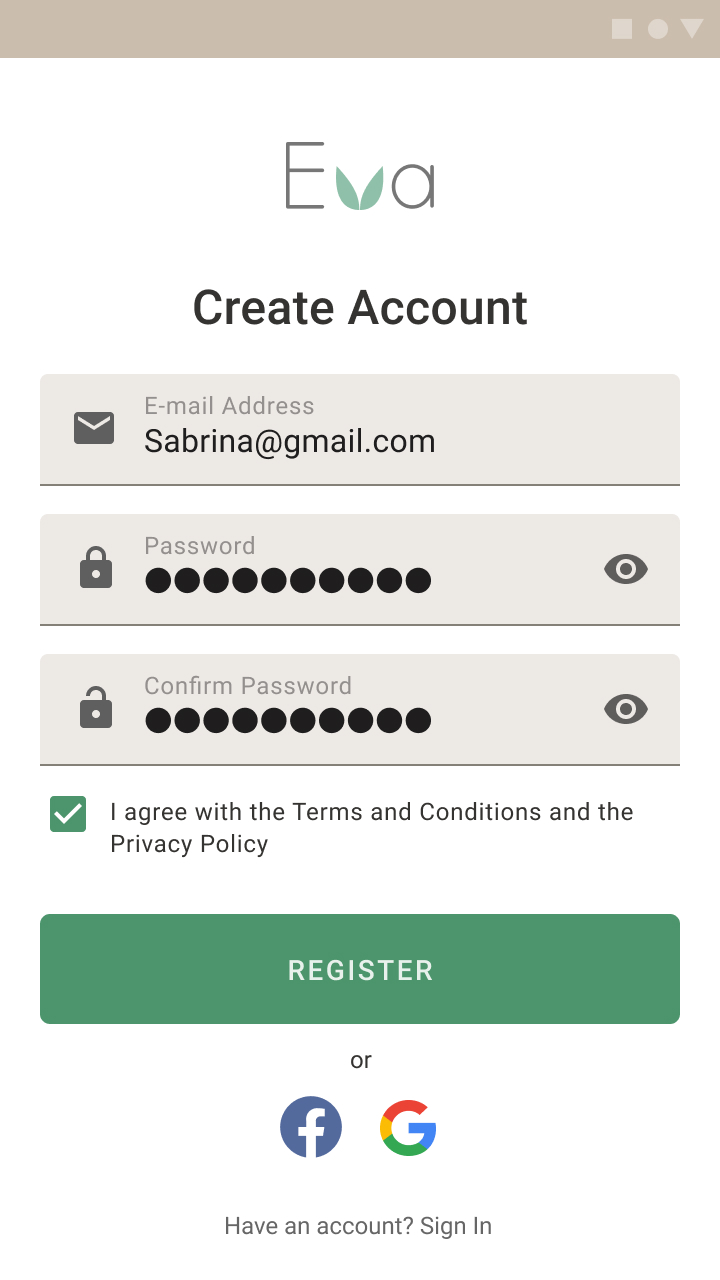 Eva
Create Account
E-mail Address
Sabrina@gmail.com
Password
●●●●●●●●●●
Confirm Password
●●●●●●●●●●
I agree with the Terms and Conditions and the
Privacy Policy
REGISTER
or
Have an account? Sign In